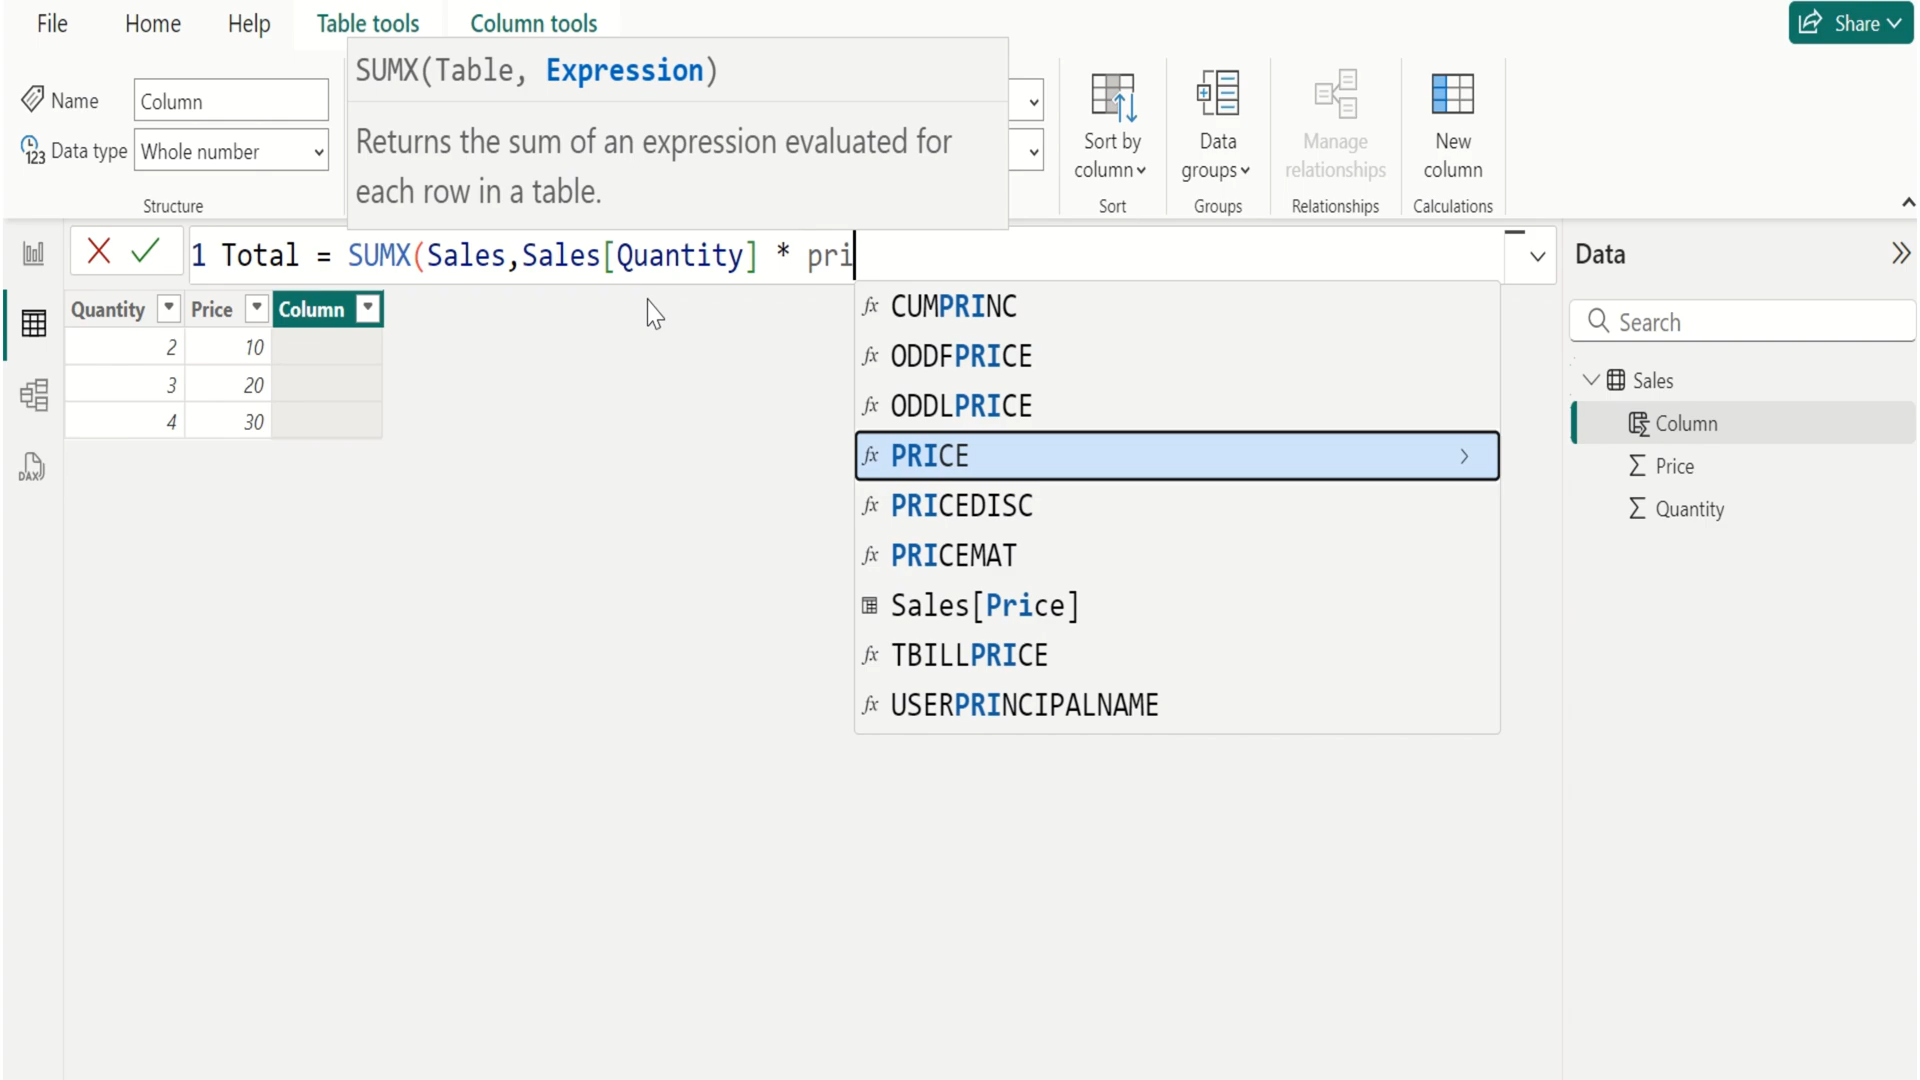 File Home Help Table tools Column tools
Share
SUMX(Table, Expression)
Name Column
Returns the sum of an expression evaluated for
each row in a table.
Data type Whole number
Sort by
column
Data
groups
Manage
relationships
New
column
Structure
Sort
Groups
Relationships
Calculations
1 Total = SUMX(Sales,Sales[Quantity] * pri
Quantity Price Column
2 10
3 20
4 30
DAX
CUMPRINC
ODDFPRICE
ODDLPRICE
PRICE
PRICEDISC
PRICEMAT
Sales[Price]
TBILLPRICE
USERPRINCIPALNAME
Data
Search
Sales
Column
Price
Quantity